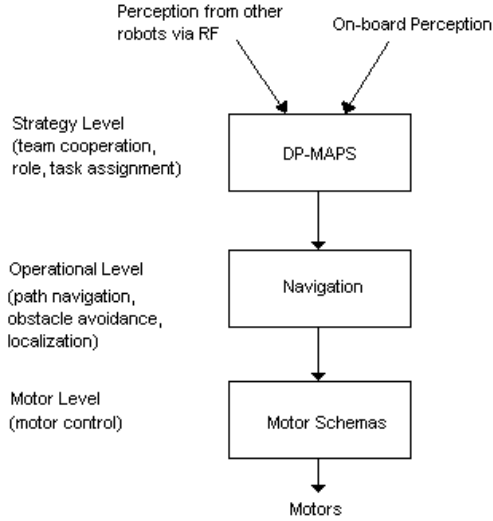 Perception from other
robots via RF
On-board Perception
Strategy Level
(team cooperation,
role, task assignment)
DP-MAPS
Operational Level
(path navigation,
obstacle avoidance,
localization)
Navigation
Motor Level
(motor control)
Motor Schemas
Motors